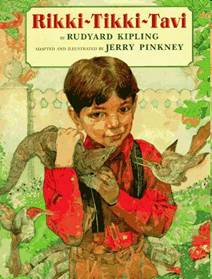 Rikki-Tikki-Tavi
BY RUDYARD KIPLING
ADAPTED AND ILLUSTRATED BY JERRY PINKNEY